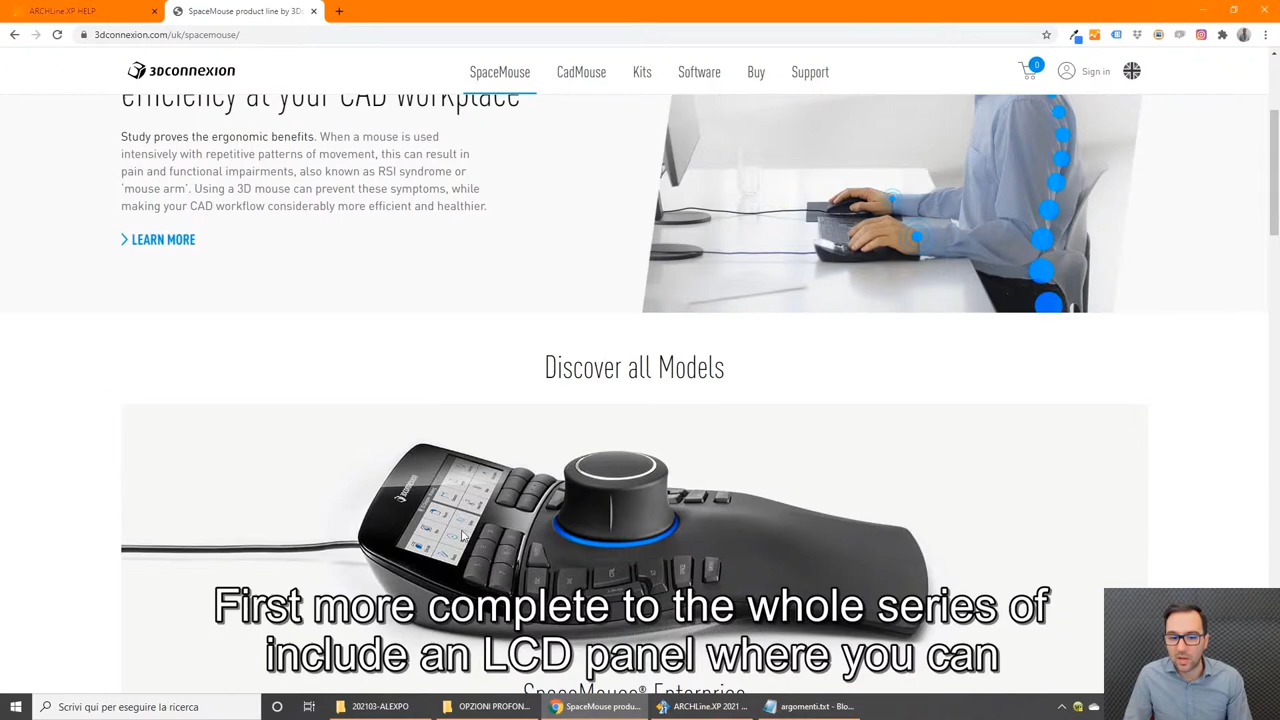 ARCHLine.XP HELP
SpaceMouse product line by 3Dc
3dconnexion.com/uk/spacemouse/
3DCONNEXION
SpaceMouse
CadMouse
Kits
Software
Buy
Support
0
Sign in
efficiency at your CAD workplace
Study proves the ergonomic benefits. When a mouse is used
intensively with repetitive patterns of movement, this can result in
pain and functional impairments, also known as RSI syndrome or
'mouse arm'. Using a 3D mouse can prevent these symptoms, while
making your CAD workflow considerably more efficient and healthier.
LEARN MORE
Discover all Models
3DCONNEXION
First more complete to the whole series of
include an LCD panel where you can
SpaceMouse® Enterprise
Scrivi qui per eseguire la ricerca
202103-ALEXPO
OPZIONI PROFON...
SpaceMouse produ...
ARCHLine.XP 2021 ...
argomenti.txt - Blo...